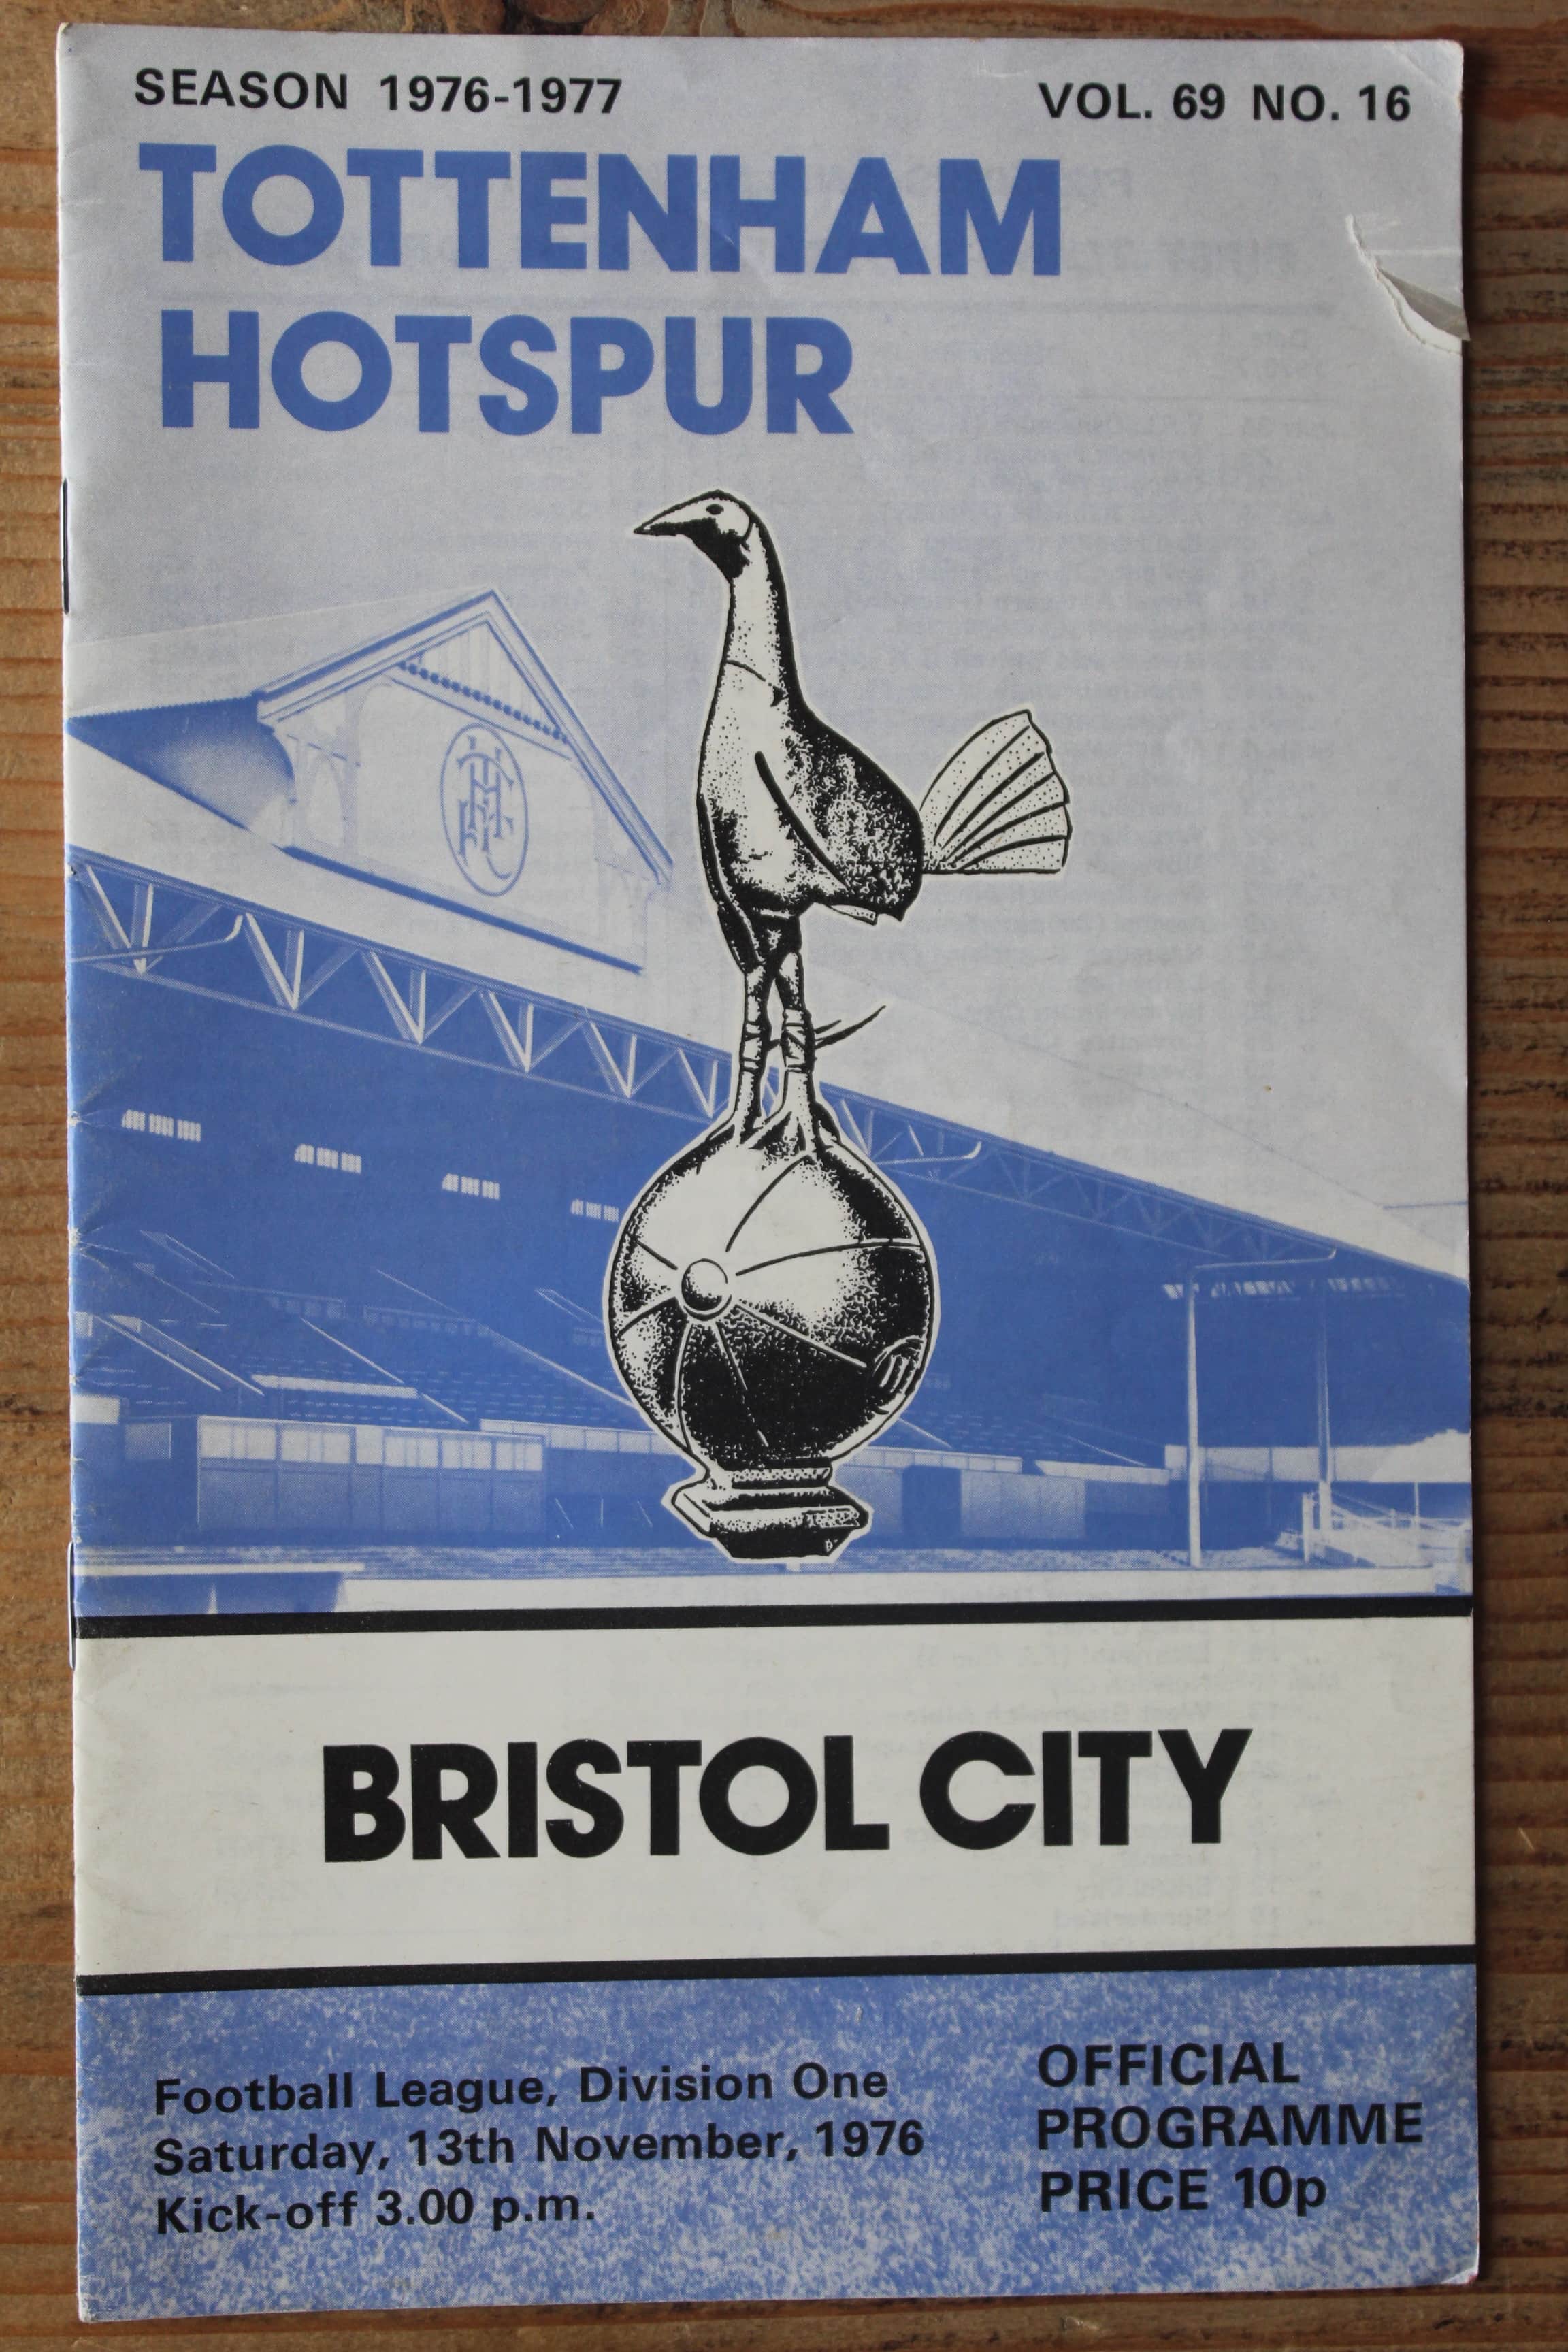 SEASON 1976-1977
VOL. 69 NO. 16
TOTTENHAM
HOTSPUR
BRISTOL CITY
Football League, Division One
Saturday, 13th November, 1976
Kick-off 3.00 p.m.
OFFICIAL
PROGRAMME
PRICE 10p